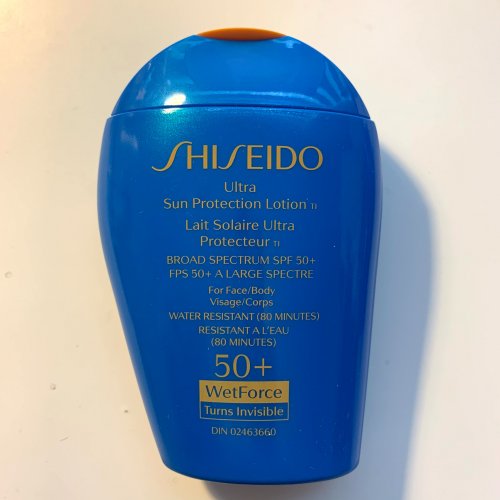 SHISEIDO
Ultra
Sun Protection Lotion TI
Lait Solaire Ultra
Protecteur TI
BROAD SPECTRUM SPF 50+
FPS 50+ A LARGE SPECTRE
For Face/Body
Visage/Corps
WATER RESISTANT (80 MINUTES)
RESISTANT A L'EAU
(80 MINUTES)
50+
WetForce
Turns Invisible
DIN 02463660